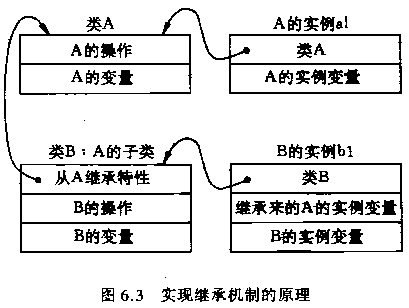 类A
A的操作
A的变量
A的实例a1
类A
A的实例变量
类B：A的子类
从A继承特性
B的操作
B的变量
B的实例b1
类B
继承来的A的实例变量
B的实例变量
图 6.3 实现继承机制的原理